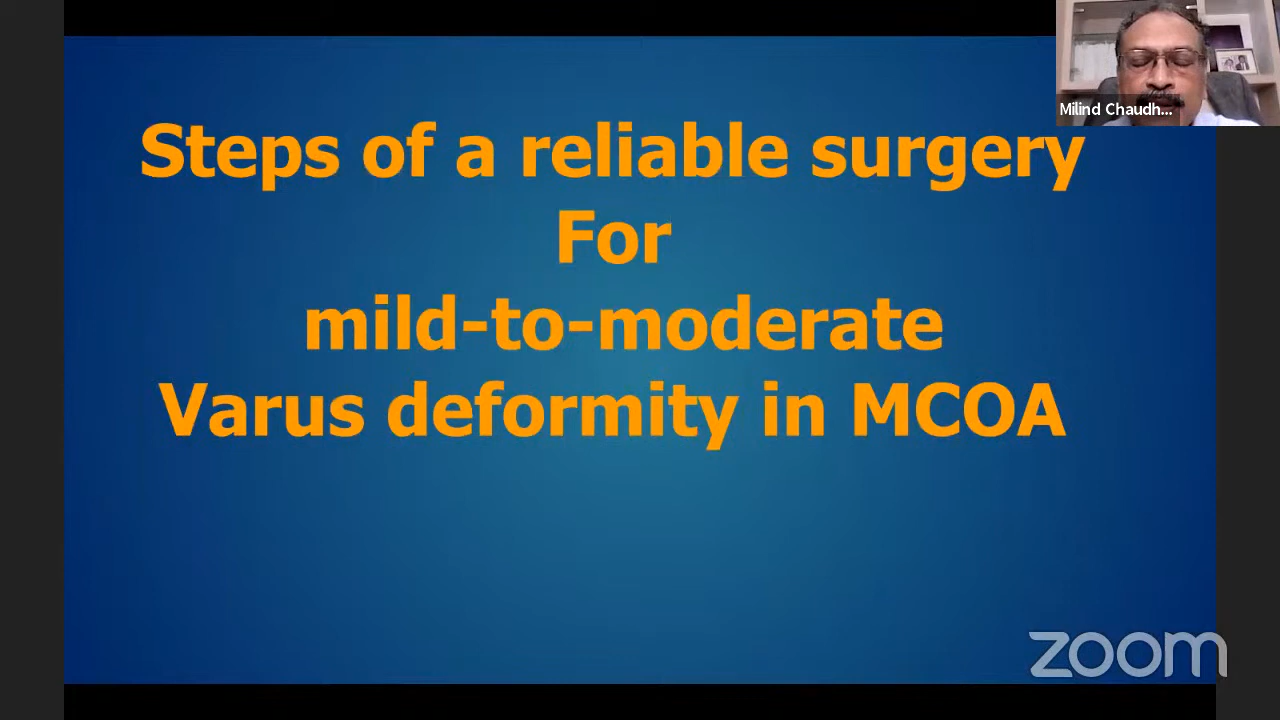 Milind Chaudh...
Steps of a reliable surgery
For
mild-to-moderate
Varus deformity in MCOA
zoom